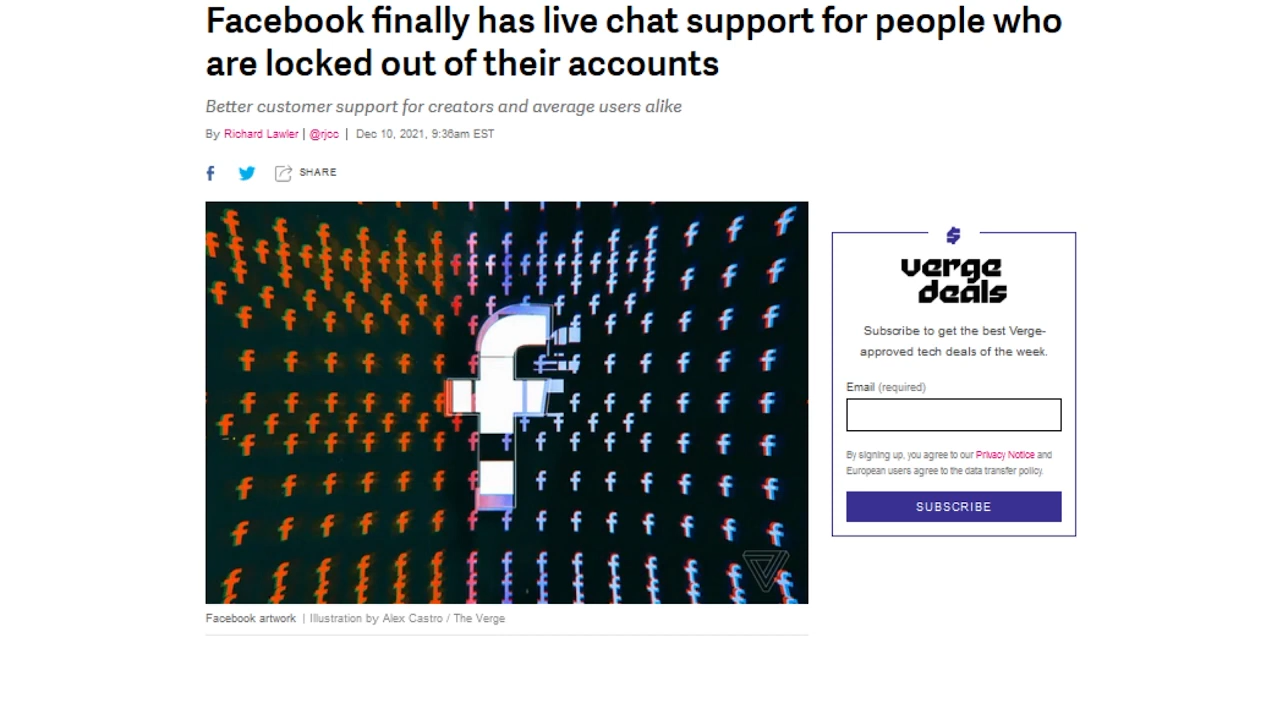 Facebook finally has live chat support for people who
are locked out of their accounts
Better customer support for creators and average users alike
By Richard Lawler | @rjcc | Dec 10, 2021, 9:36am EST
SHARE
verge
deals
Subscribe to get the best Verge-
approved tech deals of the week.
Email (required)
By signing up, you agree to our Privacy Notice and
European users agree to the data transfer policy.
SUBSCRIBE
Facebook artwork | Illustration by Alex Castro / The Verge